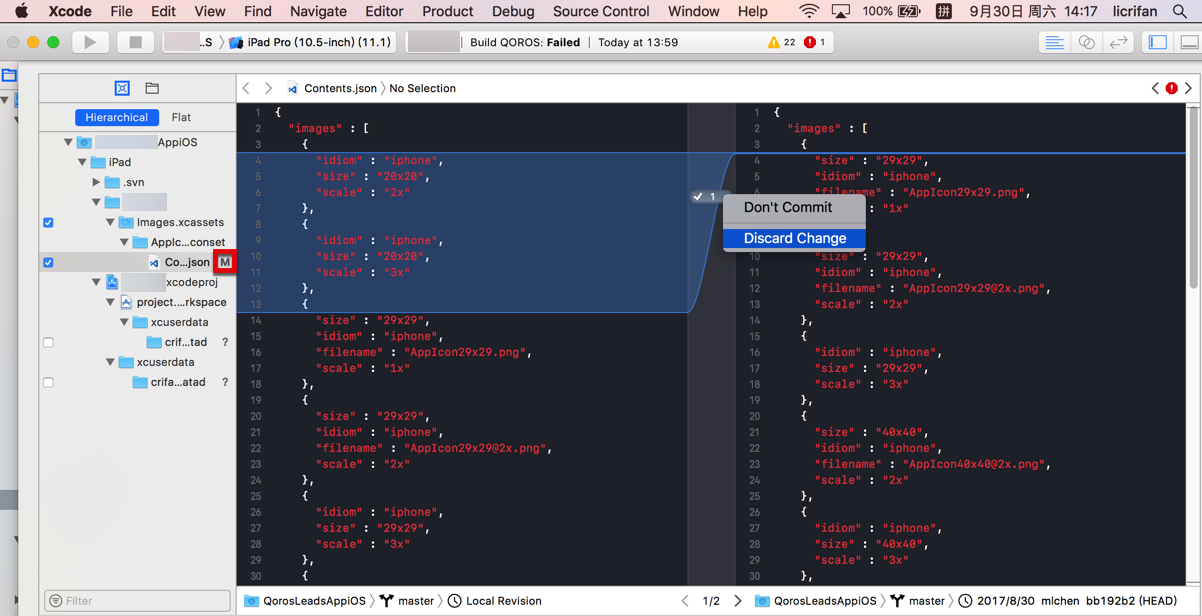 Xcode File Edit View Find Navigate Editor Product Debug Source Control Window Help 100% 拼 9月30日 周六 14:17 licrifan
..S iPad Pro (10.5-inch) (11.1) Build QOROS: Failed | Today at 13:59 22 1
Contents.json No Selection
Hierarchical Flat
AppiOS
iPad
.svn
Images.xcassets
AppIc...conset
Co...json M
xcodeproj
project....rkspace
xcuserdata
crif...tad ?
xcuserdata
crifa...atad ?
Filter
1 {
2 "images" : [
3 {
4 "idiom" : "iphone",
5 "size" : "20x20",
6 "scale" : "2x"
7 },
8 {
9 "idiom" : "iphone",
10 "size" : "20x20",
11 "scale" : "3x"
12 },
13 {
14 "size" : "29x29",
15 "idiom" : "iphone",
16 "filename" : "AppIcon29x29.png",
17 "scale" : "1x"
18 },
19 {
20 "size" : "29x29",
21 "idiom" : "iphone",
22 "filename" : "AppIcon29x29@2x.png",
23 "scale" : "2x"
24 },
25 {
26 "idiom" : "iphone",
27 "size" : "29x29",
28 "scale" : "3x"
29 },
30 {
1
Don't Commit
Discard Change
1 {
2 "images" : [
3 {
4 "size" : "29x29",
5 "idiom" : "iphone",
"filename" : "AppIcon29x29.png",
: "1x"
10 "size" : "29x29",
11 "idiom" : "iphone",
12 "filename" : "AppIcon29x29@2x.png",
13 "scale" : "2x"
14 },
15 {
16 "idiom" : "iphone",
17 "size" : "29x29",
18 "scale" : "3x"
19 },
20 {
21 "size" : "40x40",
22 "idiom" : "iphone",
23 "filename" : "AppIcon40x40@2x.png",
24 "scale" : "2x"
25 },
26 {
27 "idiom" : "iphone",
28 "size" : "40x40",
29 "scale" : "3x"
30 },
QorosLeadsAppiOS master Local Revision 1/2 QorosLeadsAppiOS master 2017/8/30 mlchen bb192b2 (HEAD)